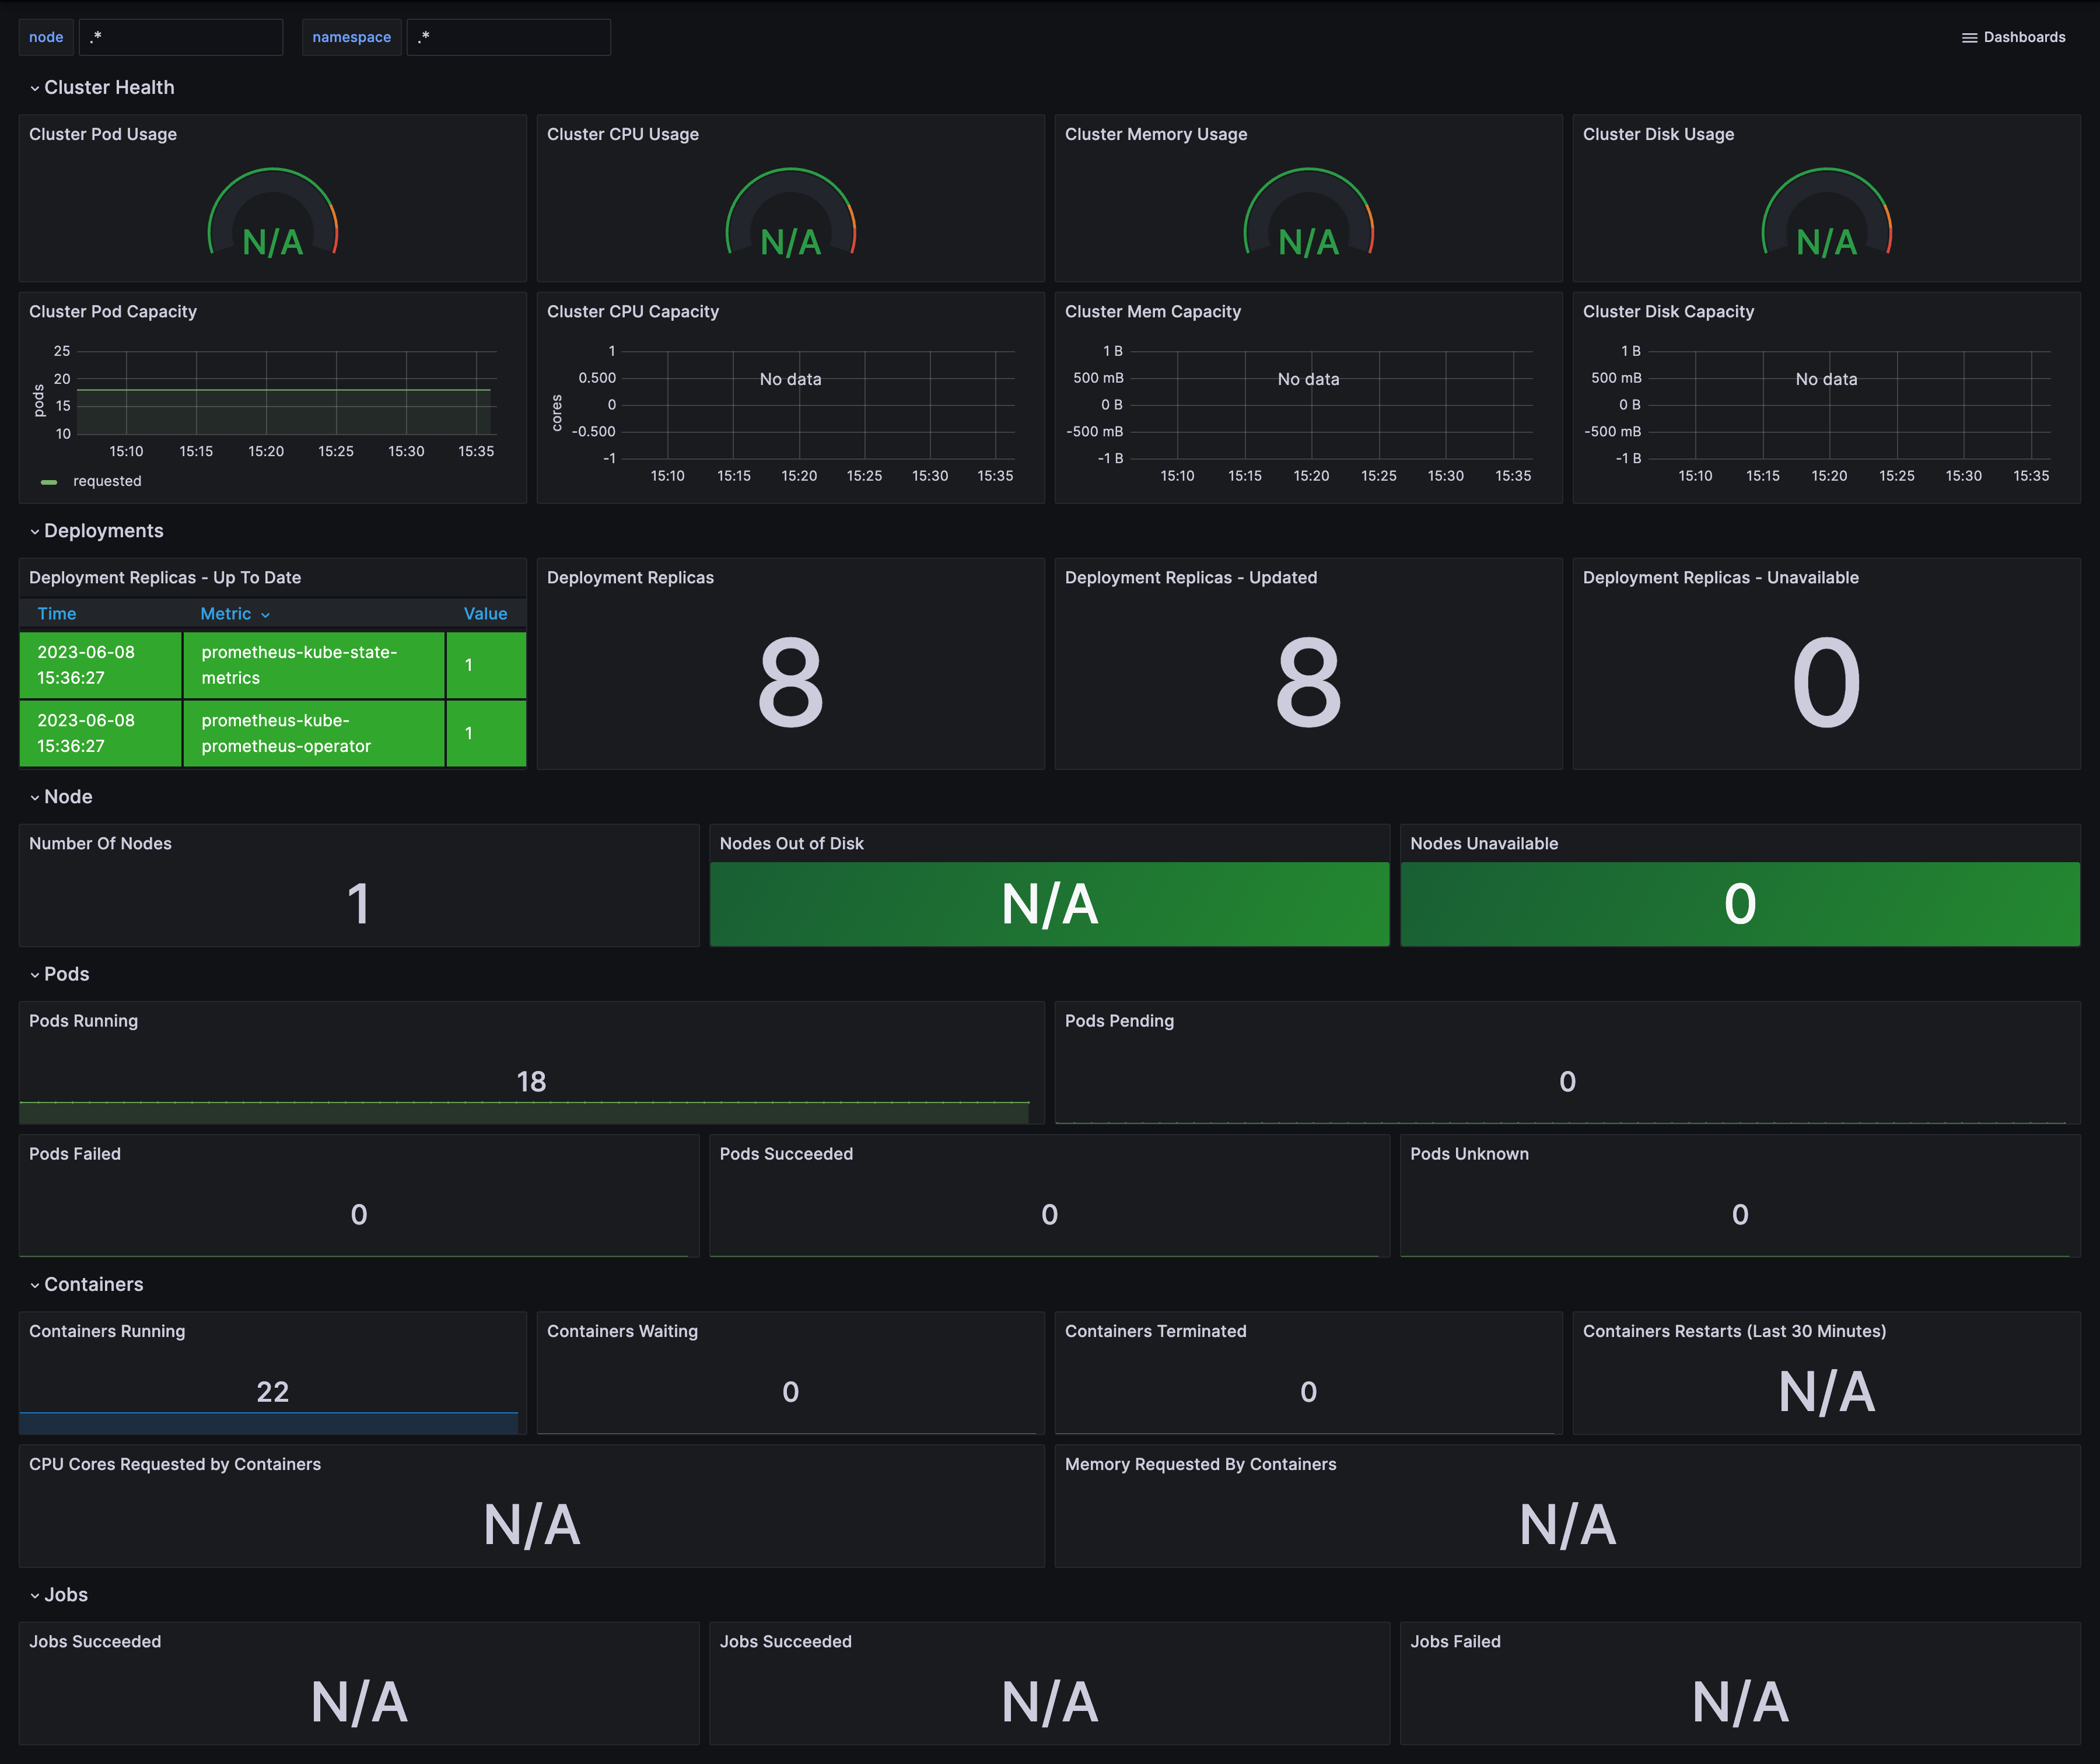 node .* namespace .* Dashboards
Cluster Health
Cluster Pod Usage
N/A
Cluster CPU Usage
N/A
Cluster Memory Usage
N/A
Cluster Disk Usage
N/A
Cluster Pod Capacity
pods
25
20
15
10
15:10 15:15 15:20 15:25 15:30 15:35
requested
Cluster CPU Capacity
cores
1
0.500
0
-0.500
-1
No data
15:10 15:15 15:20 15:25 15:30 15:35
Cluster Mem Capacity
1 B
500 mB
0 B
-500 mB
-1 B
No data
15:10 15:15 15:20 15:25 15:30 15:35
Cluster Disk Capacity
1 B
500 mB
0 B
-500 mB
-1 B
No data
15:10 15:15 15:20 15:25 15:30 15:35
Deployments
Deployment Replicas - Up To Date
Time Metric Value
2023-06-08
15:36:27
prometheus-kube-state-
metrics
1
2023-06-08
15:36:27
prometheus-kube-
prometheus-operator
1
Deployment Replicas
8
Deployment Replicas - Updated
8
Deployment Replicas - Unavailable
0
Node
Number Of Nodes
1
Nodes Out of Disk
N/A
Nodes Unavailable
0
Pods
Pods Running
18
Pods Pending
0
Pods Failed
0
Pods Succeeded
0
Pods Unknown
0
Containers
Containers Running
22
Containers Waiting
0
Containers Terminated
0
Containers Restarts (Last 30 Minutes)
N/A
CPU Cores Requested by Containers
N/A
Memory Requested By Containers
N/A
Jobs
Jobs Succeeded
N/A
Jobs Succeeded
N/A
Jobs Failed
N/A